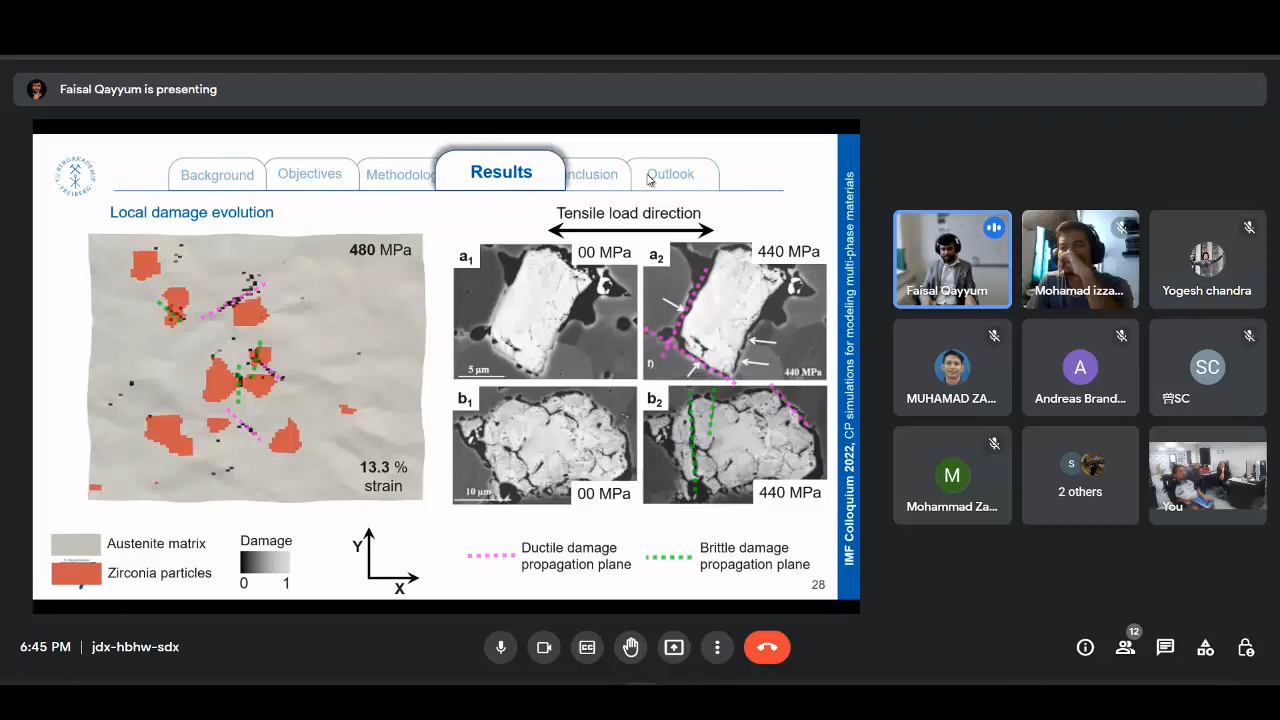 Faisal Qayyum is presenting
TU BERGAKADEMIE
FREIBERG
Background
Objectives
Methodolog
Results
nclusion
Outlook
Local damage evolution
Tensile load direction
480 MPa
13.3 %
strain
a1
00 MPa
5 µm
a2
440 MPa
f)
440 MPa
b1
10 µm
00 MPa
b2
440 MPa
Austenite matrix
Zirconia particles
Damage
0 1
Y
X
Ductile damage
propagation plane
Brittle damage
propagation plane
28
IMF Colloquium 2022, CP simulations for modeling multi-phase materials
Faisal Qayyum
Mohamad izza...
Yogesh chandra
MUHAMAD ZA...
A
Andreas Brand...
SC
SC
M
Mohammad Za...
S
2 others
You
6:45 PM | jdx-hbhw-sdx
12